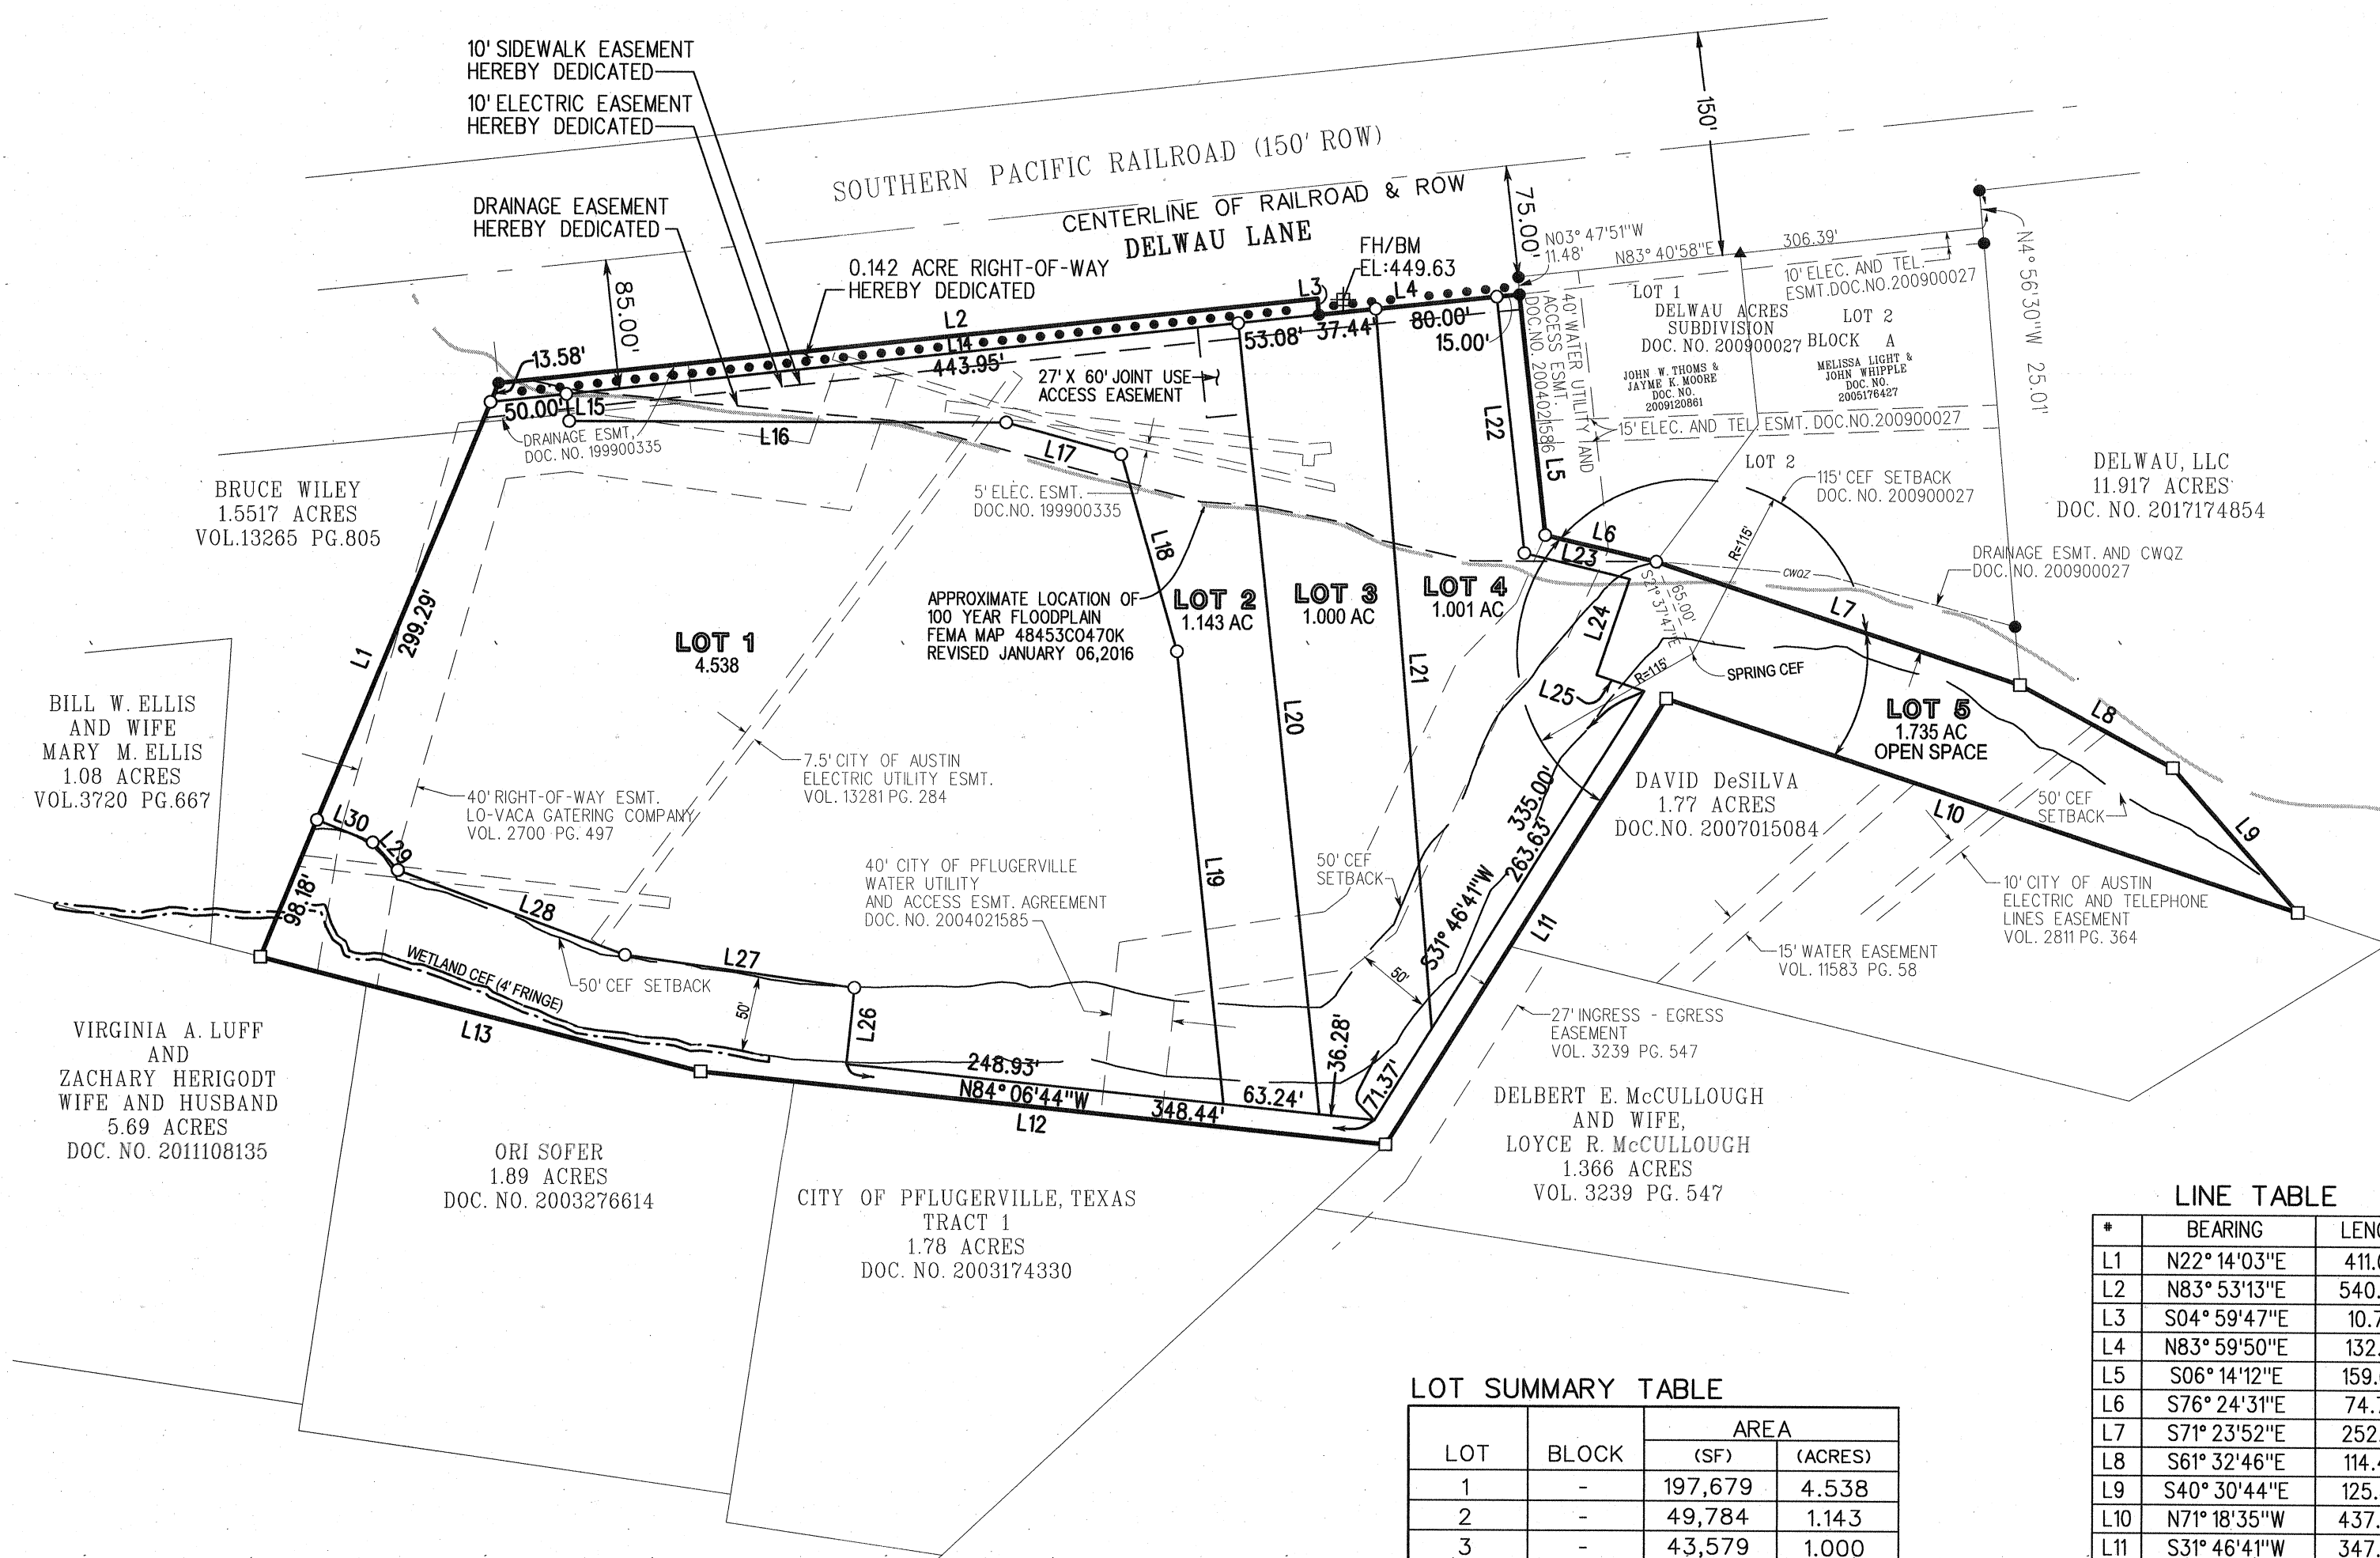 10' SIDEWALK EASEMENT
HEREBY DEDICATED
10' ELECTRIC EASEMENT
HEREBY DEDICATED
DRAINAGE EASEMENT
HEREBY DEDICATED
SOUTHERN PACIFIC RAILROAD (150' ROW)
CENTERLINE OF RAILROAD & ROW
DELWAU LANE
150'
75.00'
85.00'
0.142 ACRE RIGHT-OF-WAY
HEREBY DEDICATED
FH/BM
EL:449.63
N03° 47'51"W
11.48'
N83° 40'58"E
306.39'
N4° 56'30"W 25.01'
10' ELEC. AND TEL.
ESMT.DOC.NO.200900027
LOT 1
DELWAU ACRES
SUBDIVISION
DOC. NO. 200900027
LOT 2
BLOCK A
JOHN W. THOMS &
JAYME K. MOORE
DOC. NO.
2009120861
MELISSA LIGHT &
JOHN WHIPPLE
DOC. NO.
2005176427
40' WATER UTILITY AND
ACCESS ESMT.
DOC.NO. 2004021586
15' ELEC. AND TEL. ESMT. DOC.NO.200900027
LOT 2
115' CEF SETBACK
DOC. NO. 200900027
DELWAU, LLC
11.917 ACRES
DOC. NO. 2017174854
DRAINAGE ESMT. AND CWQZ
DOC. NO. 200900027
CWQZ
L2
L3
L4
L14
443.95'
13.58'
50.00'
L15
L16
L17
L18
53.08'
37.44'
80.00'
15.00'
27' X 60' JOINT USE
ACCESS EASEMENT
DRAINAGE ESMT.
DOC. NO. 199900335
5' ELEC. ESMT.
DOC.NO. 199900335
L22
L5
L6
L23
L24
L25
65.00'
S21° 37'47"E
R=115'
R=115'
SPRING CEF
L7
L8
L9
L10
L11
BRUCE WILEY
1.5517 ACRES
VOL.13265 PG.805
L1
299.29'
APPROXIMATE LOCATION OF
100 YEAR FLOODPLAIN
FEMA MAP 48453C0470K
REVISED JANUARY 06,2016
LOT 1
4.538
LOT 2
1.143 AC
LOT 3
1.000 AC
LOT 4
1.001 AC
LOT 5
1.735 AC
OPEN SPACE
L19
L20
L21
BILL W. ELLIS
AND WIFE
MARY M. ELLIS
1.08 ACRES
VOL.3720 PG.667
7.5' CITY OF AUSTIN
ELECTRIC UTILITY ESMT.
VOL. 13281 PG. 284
40' RIGHT-OF-WAY ESMT.
LO-VACA GATERING COMPANY
VOL. 2700 PG. 497
DAVID DeSILVA
1.77 ACRES
DOC.NO. 2007015084
50' CEF
SETBACK
10' CITY OF AUSTIN
ELECTRIC AND TELEPHONE
LINES EASEMENT
VOL. 2811 PG. 364
15' WATER EASEMENT
VOL. 11583 PG. 58
335.00'
263.63'
S31° 46'41"W
50' CEF
SETBACK
50'
40' CITY OF PFLUGERVILLE
WATER UTILITY
AND ACCESS ESMT. AGREEMENT
DOC. NO. 2004021585
L30
L29
L28
L27
L26
98.18'
WETLAND CEF (4' FRINGE)
50' CEF SETBACK
50'
L13
248.93'
N84° 06'44"W
348.44'
L12
63.24'
36.28'
71.37'
27' INGRESS - EGRESS
EASEMENT
VOL. 3239 PG. 547
VIRGINIA A. LUFF
AND
ZACHARY HERIGODT
WIFE AND HUSBAND
5.69 ACRES
DOC. NO. 2011108135
ORI SOFER
1.89 ACRES
DOC. NO. 2003276614
CITY OF PFLUGERVILLE, TEXAS
TRACT 1
1.78 ACRES
DOC. NO. 2003174330
DELBERT E. McCULLOUGH
AND WIFE,
LOYCE R. McCULLOUGH
1.366 ACRES
VOL. 3239 PG. 547
LOT SUMMARY TABLE
AREA
LOT BLOCK (SF) (ACRES)
1 - 197,679 4.538
2 - 49,784 1.143
3 - 43,579 1.000
LINE TABLE
# BEARING LENG
L1 N22° 14'03"E 411.
L2 N83° 53'13"E 540.
L3 S04° 59'47"E 10.7
L4 N83° 59'50"E 132.
L5 S06° 14'12"E 159.
L6 S76° 24'31"E 74.
L7 S71° 23'52"E 252.
L8 S61° 32'46"E 114.
L9 S40° 30'44"E 125.
L10 N71° 18'35"W 437.
L11 S31° 46'41"W 347.